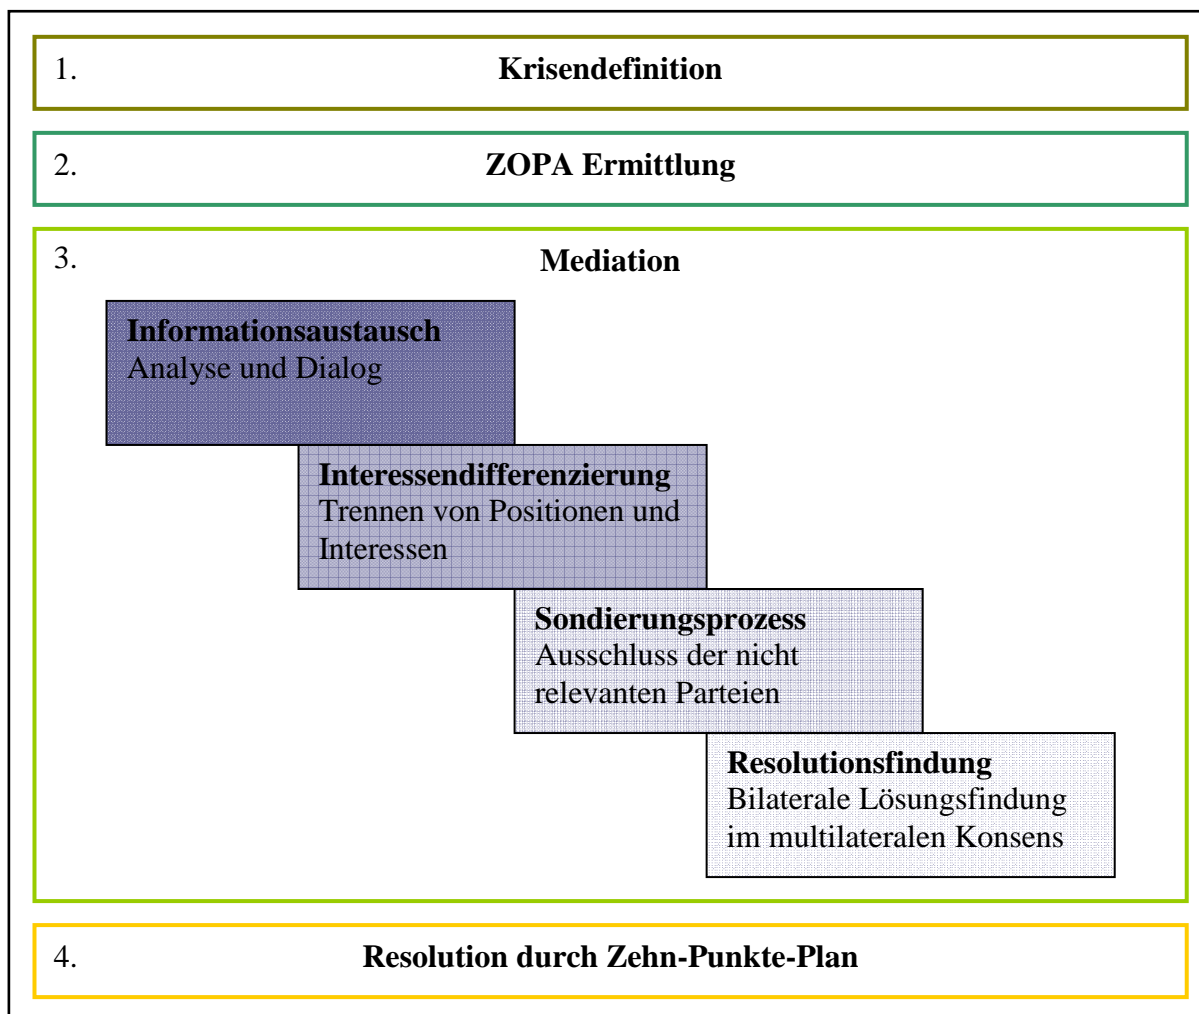 1. Krisendefinition
2. ZOPA Ermittlung
3. Mediation
Informationsaustausch
Analyse und Dialog
Interessendifferenzierung
Trennen von Positionen und
Interessen
Sondierungsprozess
Ausschluss der nicht
relevanten Parteien
Resolutionsfindung
Bilaterale Lösungsfindung
im multilateralen Konsens
4. Resolution durch Zehn-Punkte-Plan